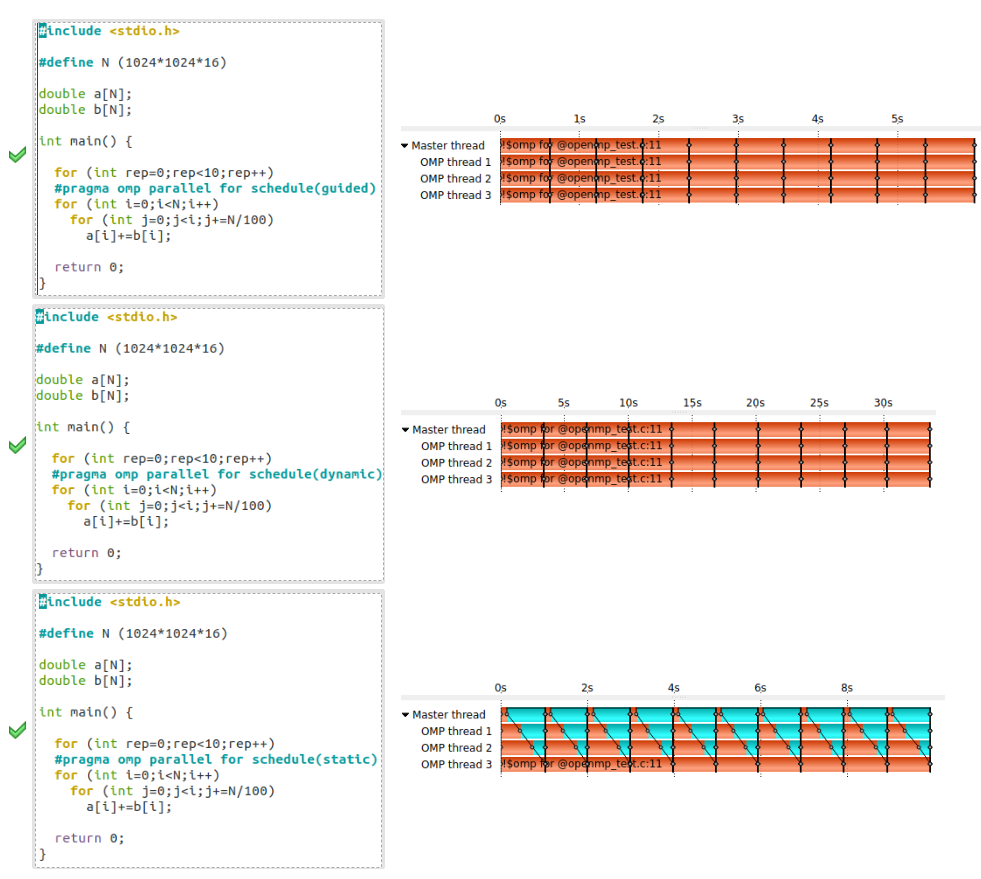 #include <stdio.h>
#define N (1024*1024*16)
double a[N];
double b[N];
int main() {
for (int rep=0;rep<10;rep++)
#pragma omp parallel for schedule(guided)
for (int i=0;i<N;i++)
for (int j=0;j<i;j+=N/100)
a[i]+=b[i];
return 0;
}
0s 1s 2s 3s 4s 5s
Master thread !$omp for @openmp_test.c:11
OMP thread 1 !$omp for @openmp_test.c:11
OMP thread 2 !$omp for @openmp_test.c:11
OMP thread 3 !$omp for @openmp_test.c:11
#include <stdio.h>
#define N (1024*1024*16)
double a[N];
double b[N];
int main() {
for (int rep=0;rep<10;rep++)
#pragma omp parallel for schedule(dynamic)
for (int i=0;i<N;i++)
for (int j=0;j<i;j+=N/100)
a[i]+=b[i];
return 0;
}
0s 5s 10s 15s 20s 25s 30s
Master thread !$omp for @openmp_test.c:11
OMP thread 1 !$omp for @openmp_test.c:11
OMP thread 2 !$omp for @openmp_test.c:11
OMP thread 3 !$omp for @openmp_test.c:11
#include <stdio.h>
#define N (1024*1024*16)
double a[N];
double b[N];
int main() {
for (int rep=0;rep<10;rep++)
#pragma omp parallel for schedule(static)
for (int i=0;i<N;i++)
for (int j=0;j<i;j+=N/100)
a[i]+=b[i];
return 0;
}
0s 2s 4s 6s 8s
Master thread
OMP thread 1
OMP thread 2
OMP thread 3 !$omp for @openmp_test.c:11